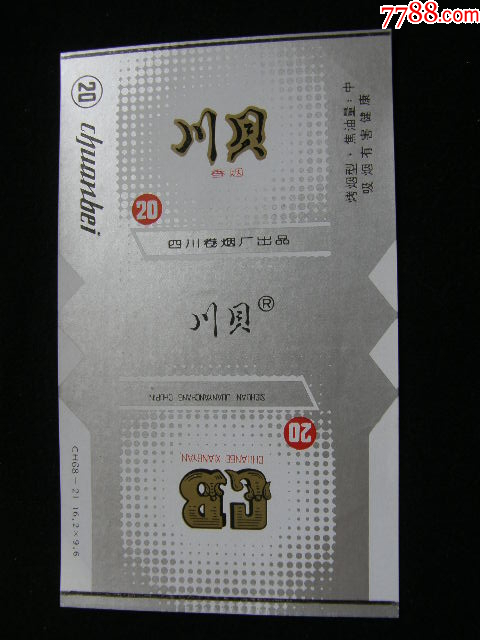 7788.com
20
chuanbei
川贝
香烟
20
四川卷烟厂出品
烤烟型·焦油量:中
吸烟有害健康
川贝®
SICHUAN JUANYANCHANG CHUPIN
20
CHUANBE XIANGYAN
CB
CH68-21 16.2×9.6